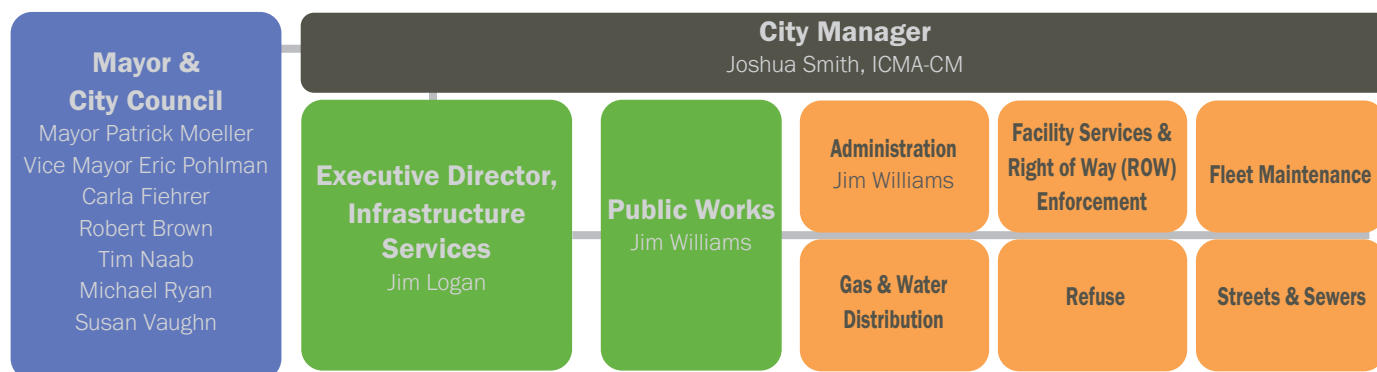 Mayor &
City Council
Mayor Patrick Moeller
Vice Mayor Eric Pohlman
Carla Fiehrer
Robert Brown
Tim Naab
Michael Ryan
Susan Vaughn
City Manager
Joshua Smith, ICMA-CM
Executive Director,
Infrastructure
Services
Jim Logan
Public Works
Jim Williams
Administration
Jim Williams
Facility Services &
Right of Way (ROW)
Enforcement
Fleet Maintenance
Gas & Water
Distribution
Refuse
Streets & Sewers